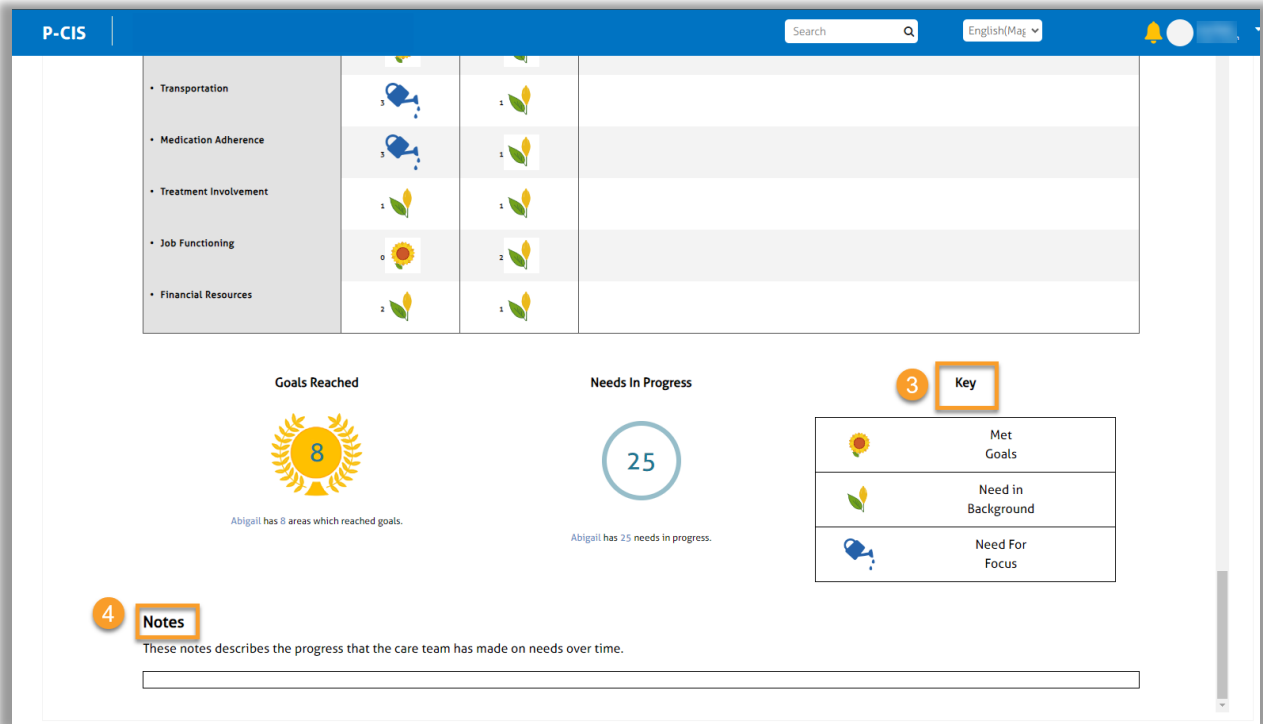 P-CIS
Search
English(Mag
• Transportation
3
1
• Medication Adherence
3
1
• Treatment Involvement
1
1
• Job Functioning
0
2
• Financial Resources
2
1
Goals Reached
8
Abigail has 8 areas which reached goals.
Needs In Progress
25
Abigail has 25 needs in progress.
3
Key
Met
Goals
Need in
Background
Need For
Focus
4
Notes
These notes describes the progress that the care team has made on needs over time.